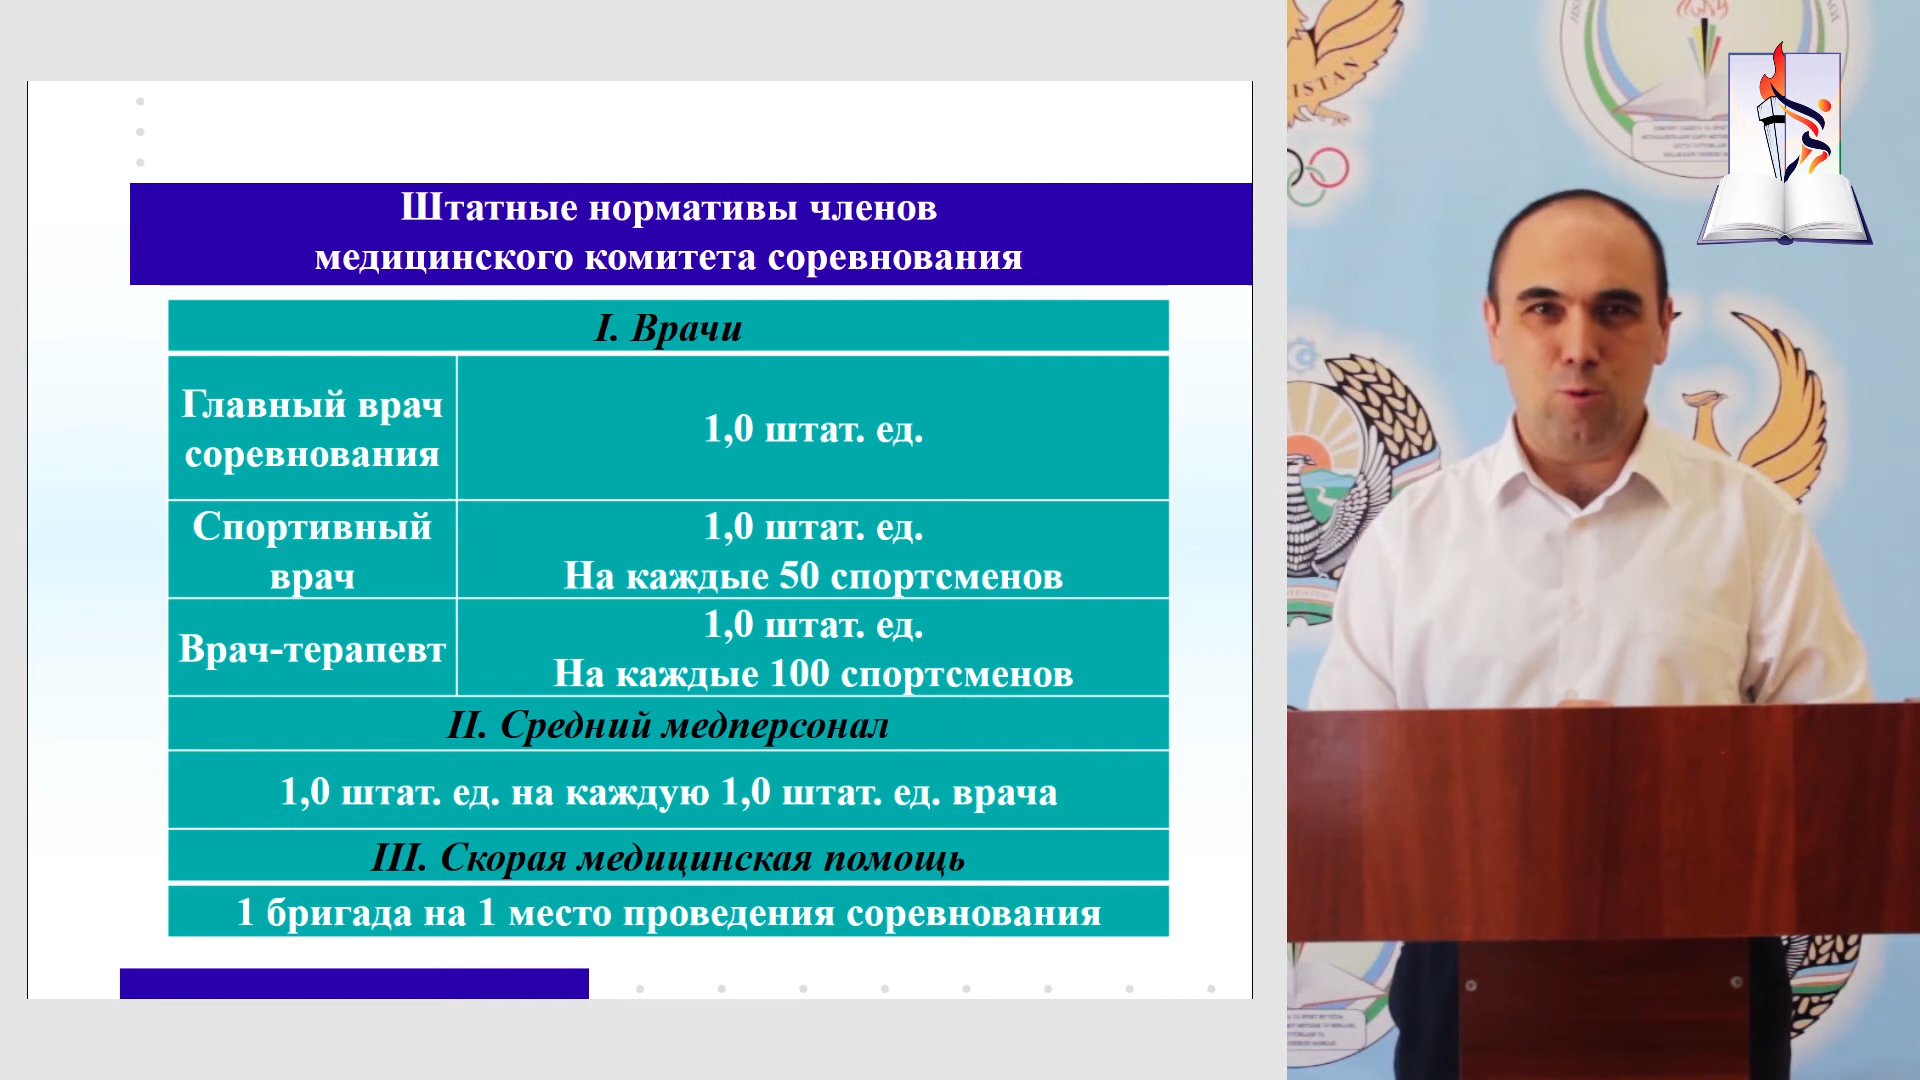 Штатные нормативы членов
медицинского комитета соревнования
I. Врачи
Главный врач
соревнования
1,0 штат. ед.
Спортивный
врач
1,0 штат. ед.
На каждые 50 спортсменов
Врач-терапевт
1,0 штат. ед.
На каждые 100 спортсменов
II. Средний медперсонал
1,0 штат. ед. на каждую 1,0 штат. ед. врача
III. Скорая медицинская помощь
1 бригада на 1 место проведения соревнования
ISTAN